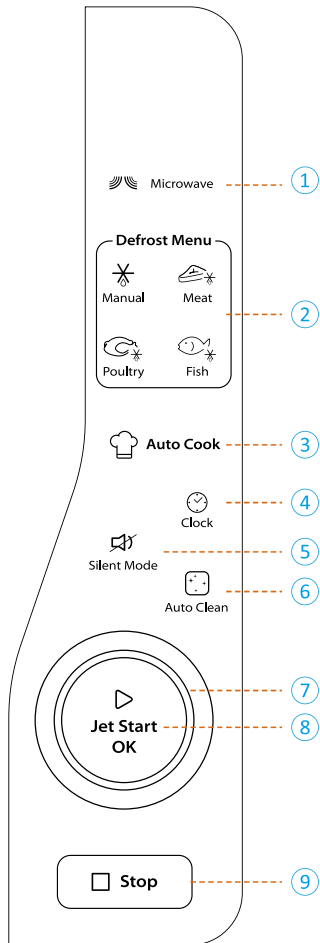 Microwave
1
Defrost Menu
Manual
Meat
2
Poultry
Fish
Auto Cook
3
Clock
4
Silent Mode
5
Auto Clean
6
7
Jet Start
OK
8
Stop
9